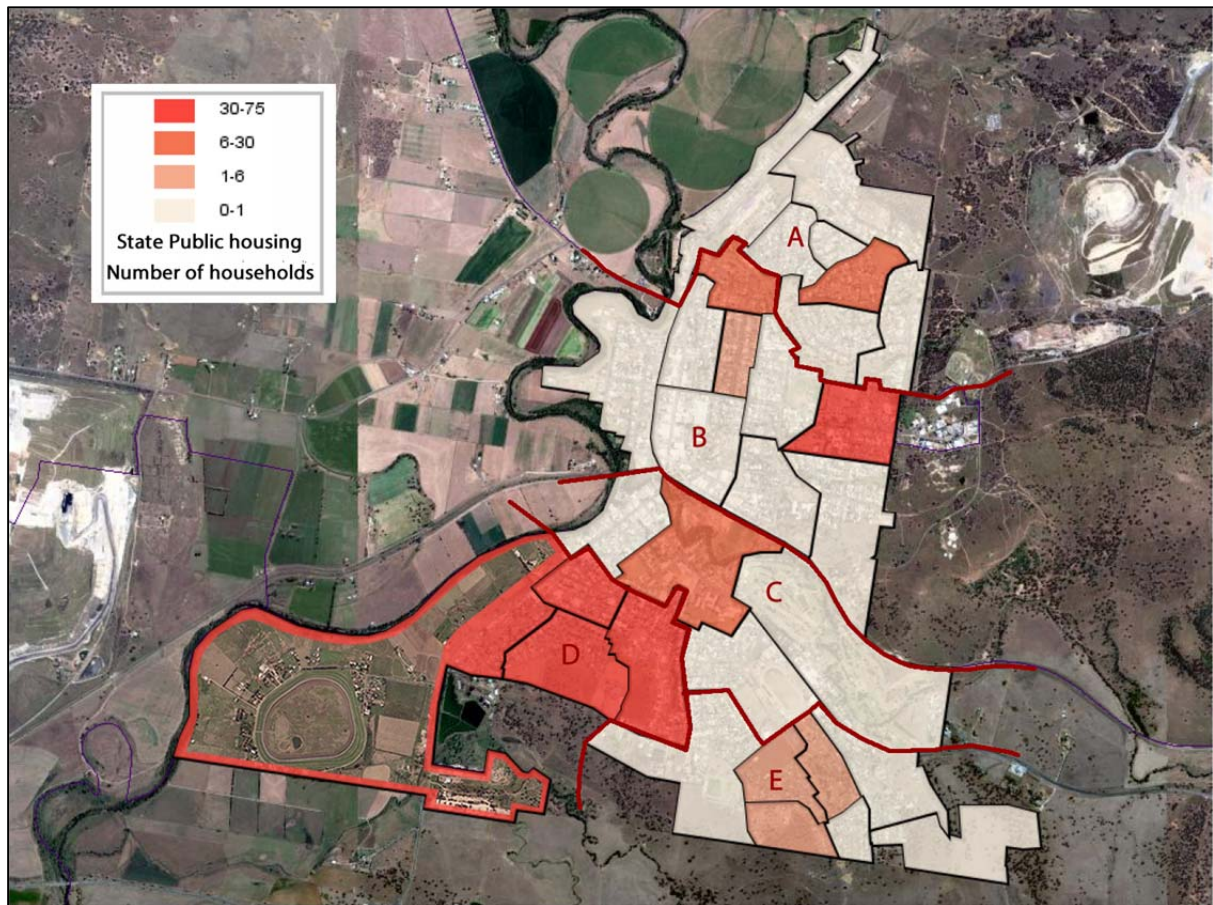 30-75
6-30
1-6
0-1
State Public housing
Number of households
A
B
C
D
E